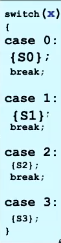 switch(x)
{
case 0:
{S0};
break;
case 1:
{S1};
break;
case 2:
{S2};
break;
case 3:
{S3};
}